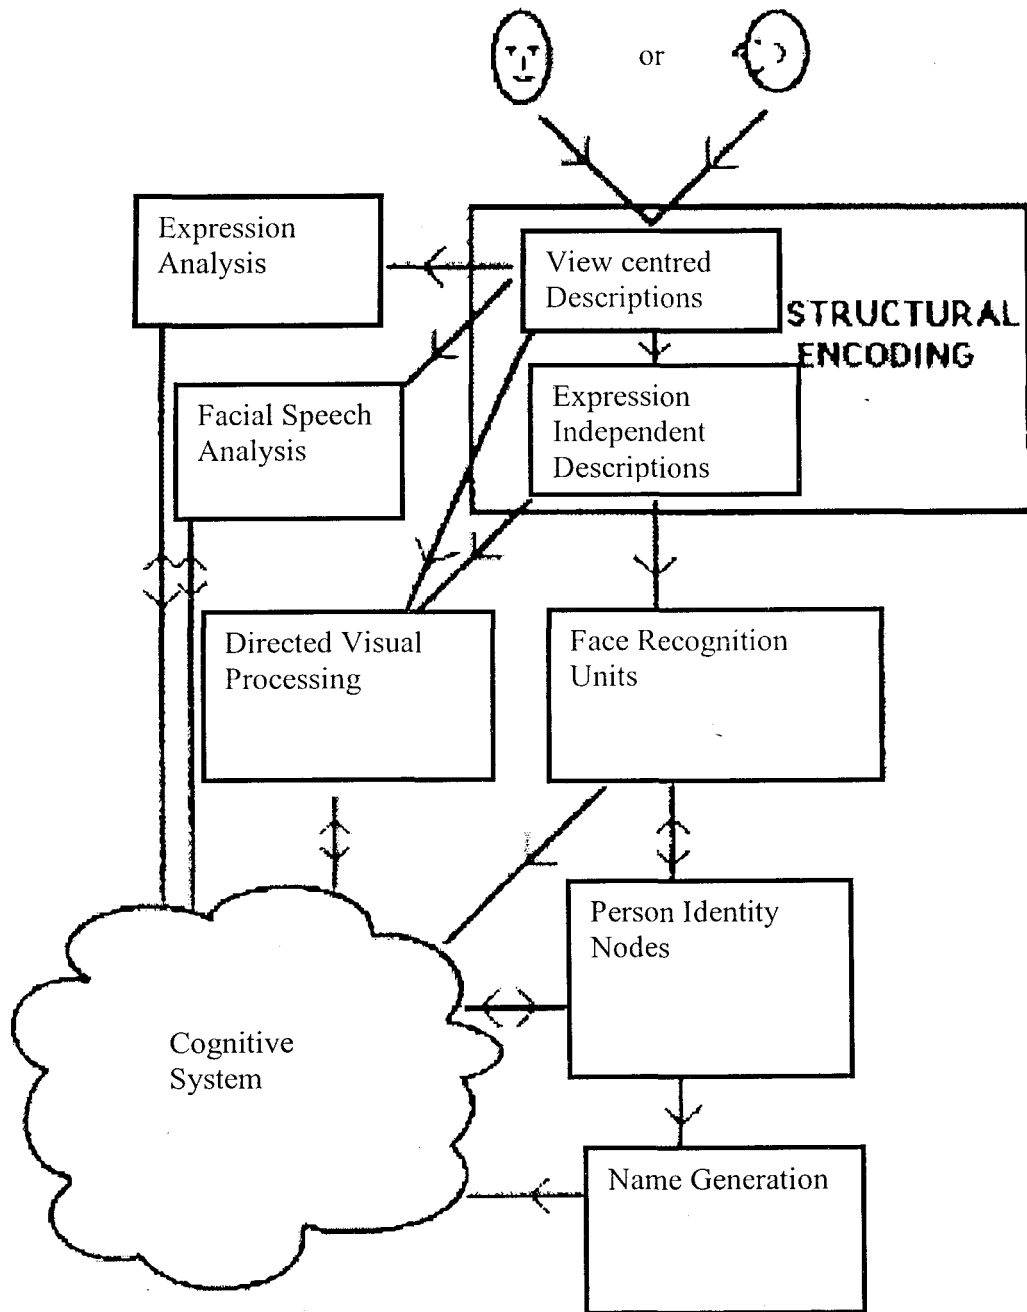 or
Expression
Analysis
View centred
Descriptions
STRUCTURAL
ENCODING
Facial Speech
Analysis
Expression
Independent
Descriptions
Directed Visual
Processing
Face Recognition
Units
Person Identity
Nodes
Cognitive
System
Name Generation